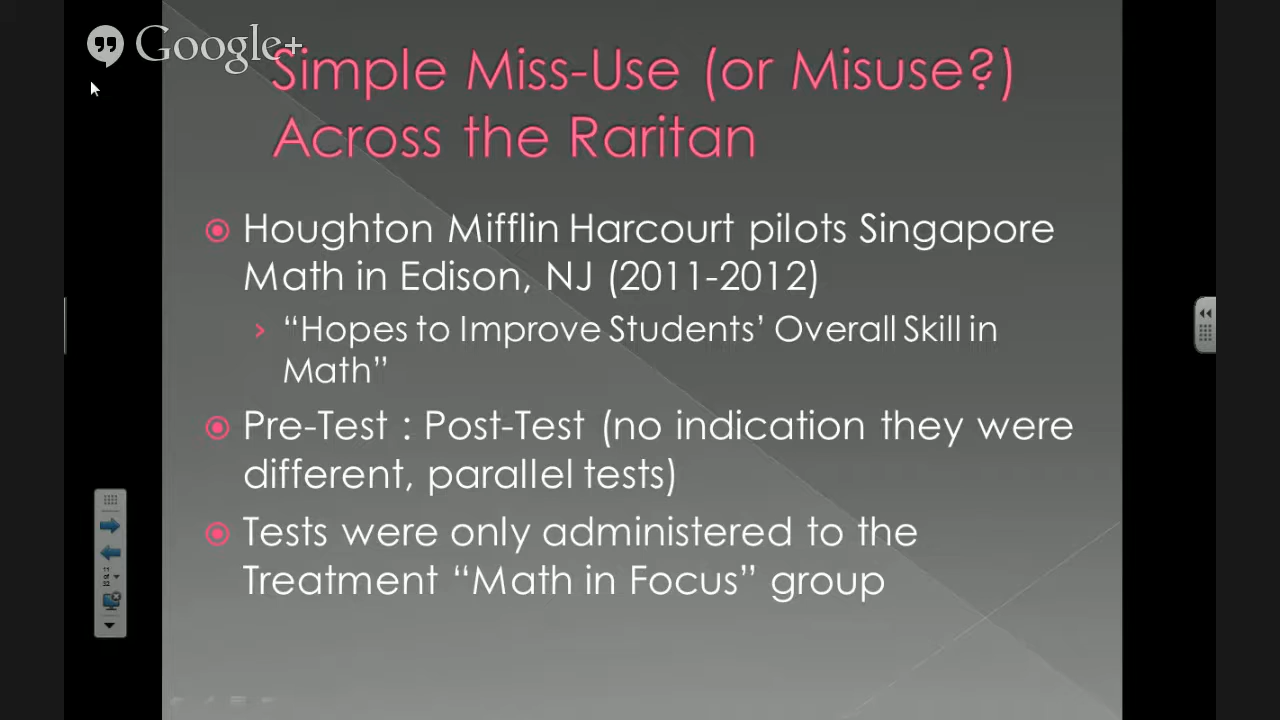 Google+
Simple Miss-Use (or Misuse?)
Across the Raritan
Houghton Mifflin Harcourt pilots Singapore
Math in Edison, NJ (2011-2012)
“Hopes to Improve Students’ Overall Skill in
Math”
Pre-Test : Post-Test (no indication they were
different, parallel tests)
Tests were only administered to the
Treatment “Math in Focus” group
11
of